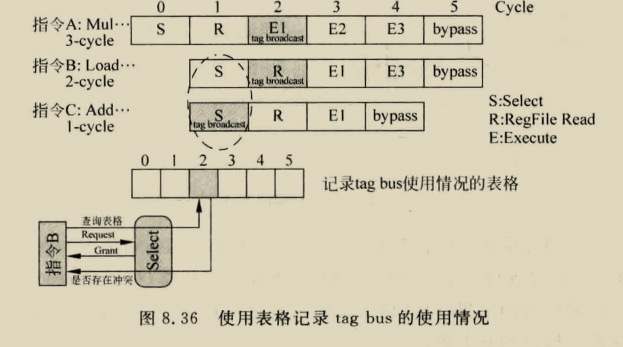 0 1 2 3 4 5 Cycle
指令A: Mul… S R E1 E2 E3 bypass
3-cycle tag broadcast
指令B: Load… S R E1 E3 bypass
2-cycle tag broadcast
指令C: Add… S R E1 bypass
1-cycle tag broadcast
S:Select
R:RegFile Read
E:Execute
0 1 2 3 4 5
记录tag bus使用情况的表格
查询表格
Request
Grant
是否存在冲突
指令B
Select
图 8.36 使用表格记录 tag bus 的使用情况